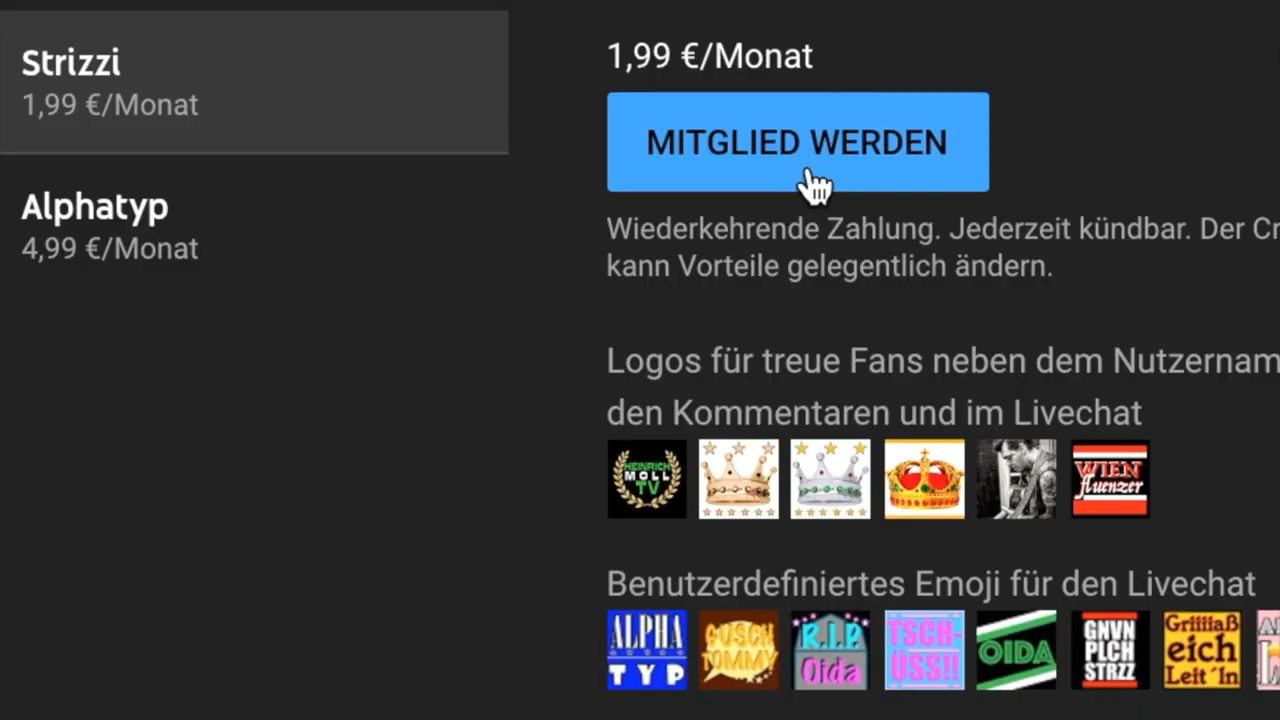 Strizzi
1,99 €/Monat
Alphatyp
4,99 €/Monat
1,99 €/Monat
MITGLIED WERDEN
Wiederkehrende Zahlung. Jederzeit kündbar. Der Cr
kann Vorteile gelegentlich ändern.
Logos für treue Fans neben dem Nutzernam
den Kommentaren und im Livechat
HEINRICH
MOLL
TV
WIEN
fluenzer
Benutzerdefiniertes Emoji für den Livechat
ALPHA
TYP
GUSCH
TOMMY
R.I.P.
Oida
TSCH-
ÜSS!!
OIDA
GNVN
PLCH
STRZZ
Griiiiaß
eich
Leit´In